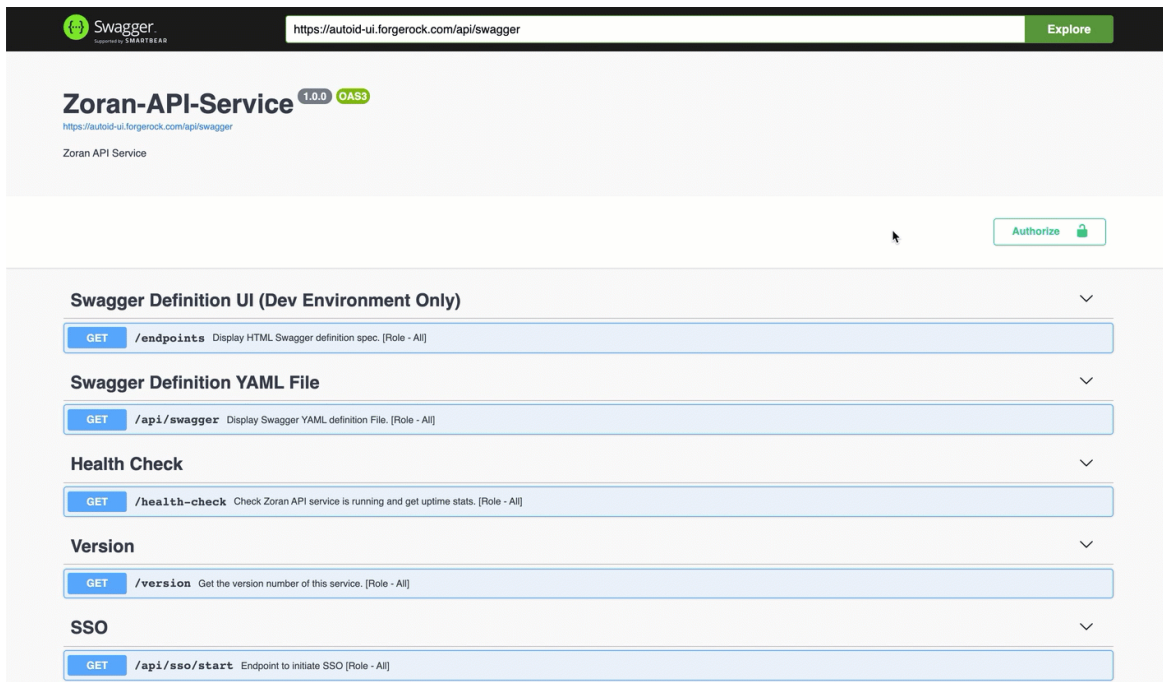 Swagger.
Supported by SMARTBEAR
https://autoid-ui.forgerock.com/api/swagger
Explore
Zoran-API-Service 1.0.0 OAS3
https://autoid-ui.forgerock.com/api/swagger
Zoran API Service
Authorize
Swagger Definition UI (Dev Environment Only)
GET /endpoints Display HTML Swagger definition spec. [Role - All]
Swagger Definition YAML File
GET /api/swagger Display Swagger YAML definition File. [Role - All]
Health Check
GET /health-check Check Zoran API service is running and get uptime stats. [Role - All]
Version
GET /version Get the version number of this service. [Role - All]
SSO
GET /api/sso/start Endpoint to initiate SSO [Role - All]